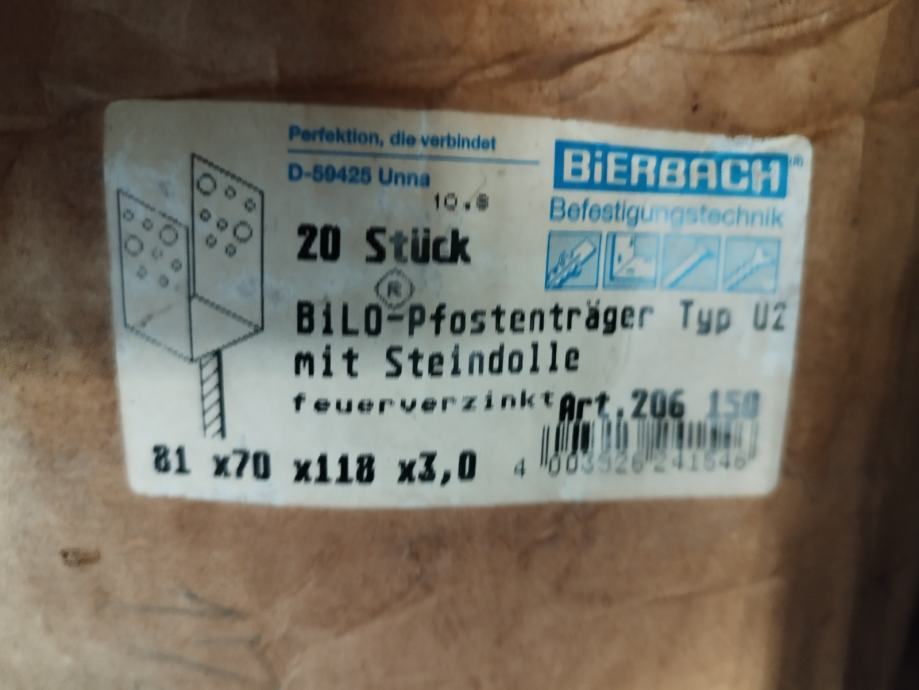 Perfektion, die verbindet
D-59425 Unna
BiERBACH
Befestigungstechnik
20 Stück
®
BiLO-Pfostenträger Typ U2
mit Steindolle
feuerverzinkt Art.206 150
81 x70 x118 x3,0